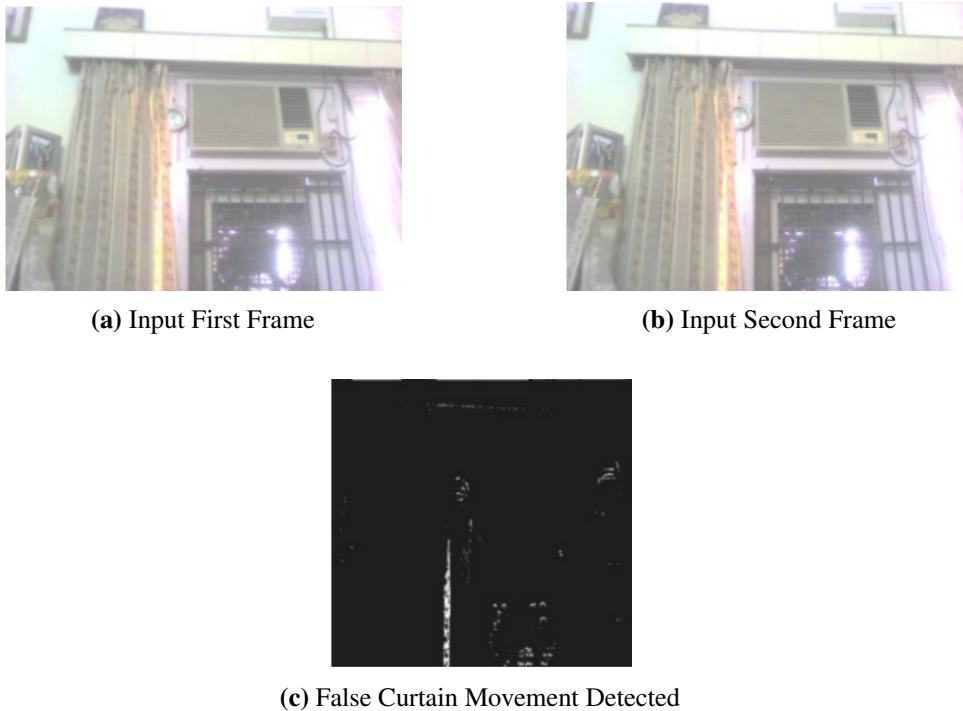 (a) Input First Frame
(b) Input Second Frame
(c) False Curtain Movement Detected